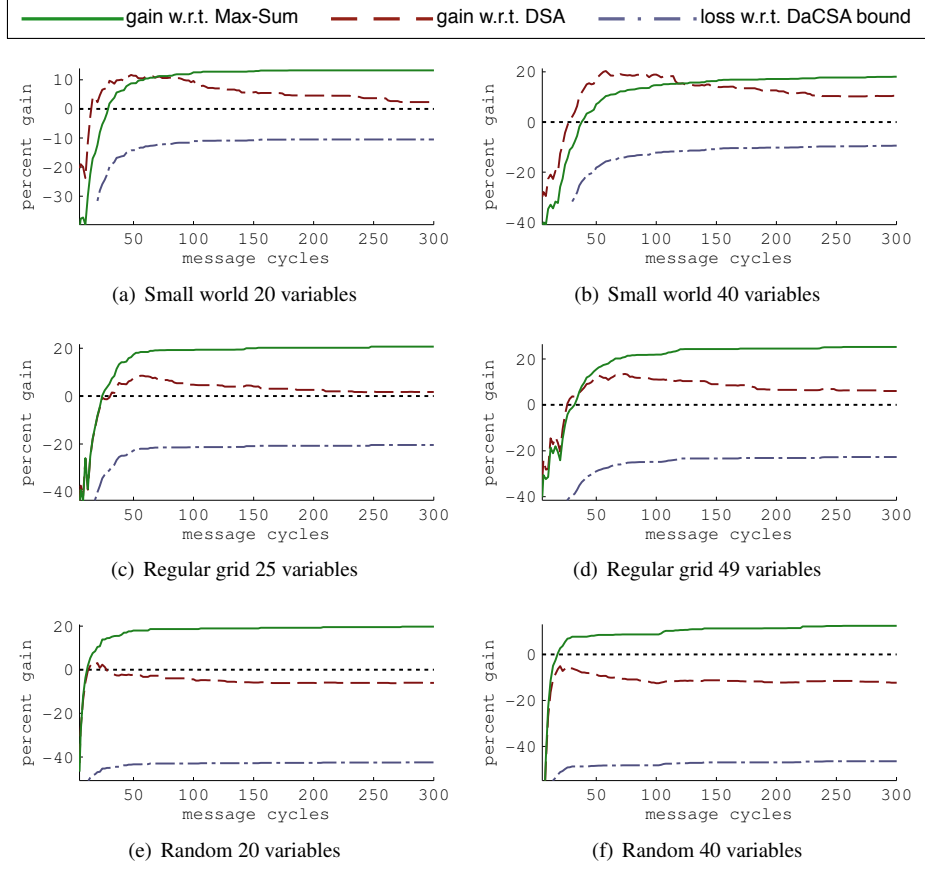 gain w.r.t. Max-Sum gain w.r.t. DSA loss w.r.t. DaCSA bound
percent gain
10
0
−10
−20
−30
50 100 150 200 250 300
message cycles
(a) Small world 20 variables
percent gain
20
0
−20
−40
50 100 150 200 250 300
message cycles
(b) Small world 40 variables
percent gain
20
0
−20
−40
50 100 150 200 250 300
message cycles
(c) Regular grid 25 variables
percent gain
20
0
−20
−40
50 100 150 200 250 300
message cycles
(d) Regular grid 49 variables
percent gain
20
0
−20
−40
50 100 150 200 250 300
message cycles
(e) Random 20 variables
percent gain
0
−20
−40
50 100 150 200 250 300
message cycles
(f) Random 40 variables